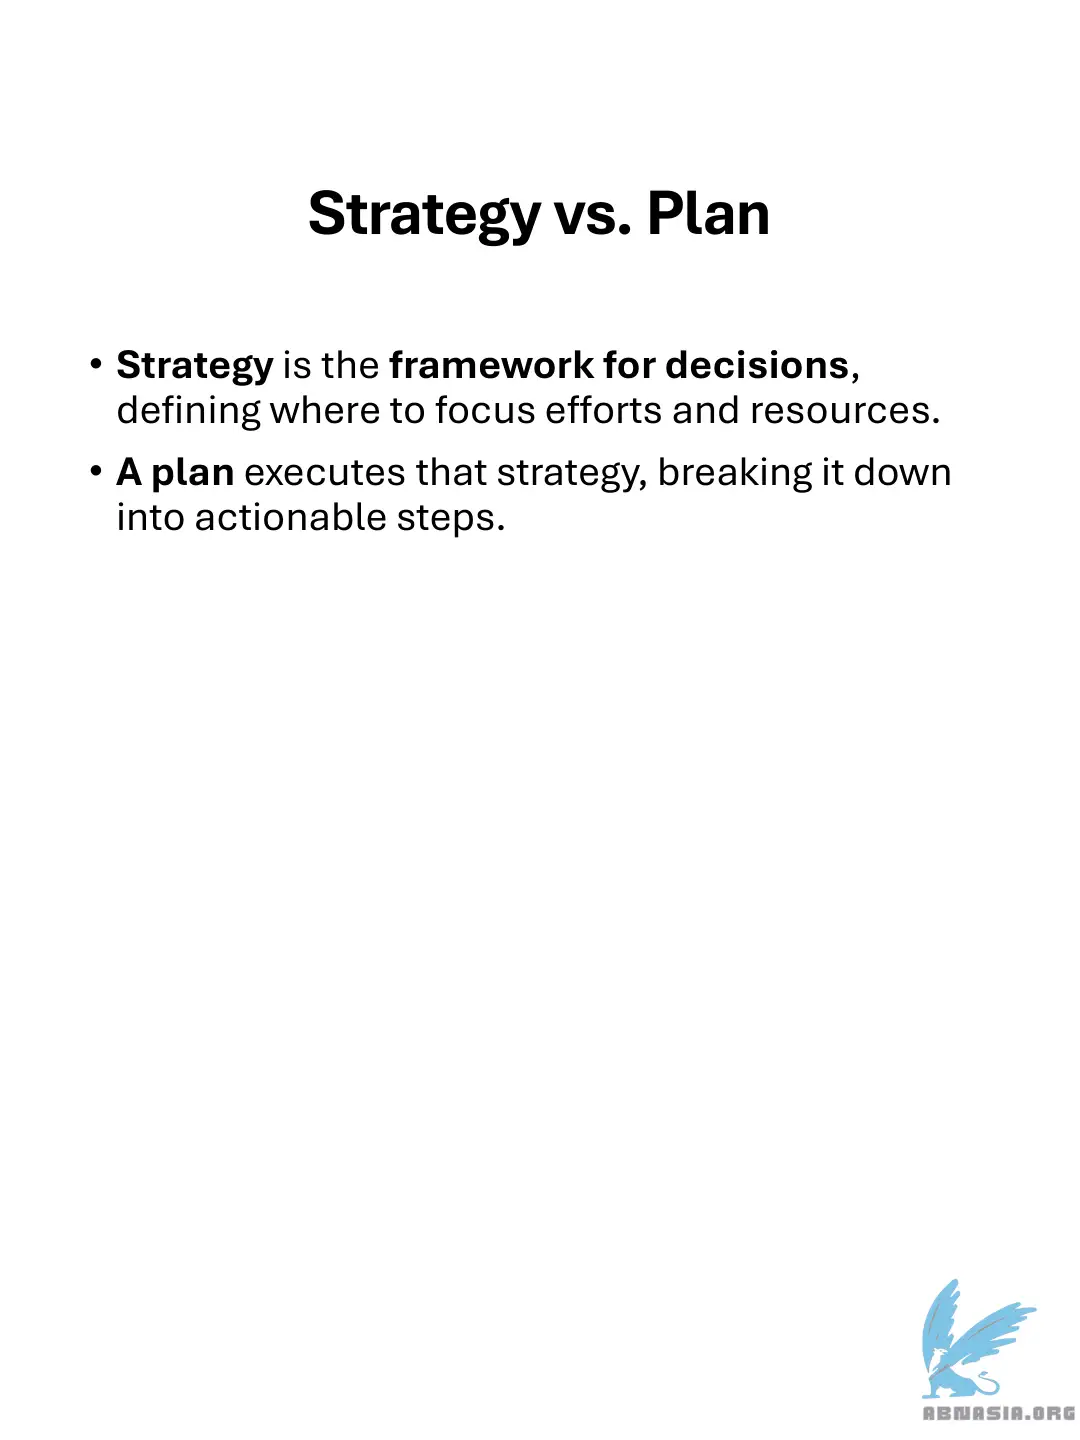 Strategy vs. Plan
• Strategy is the framework for decisions,
defining where to focus efforts and resources.
• A plan executes that strategy, breaking it down
into actionable steps.
ABNASIA.ORG